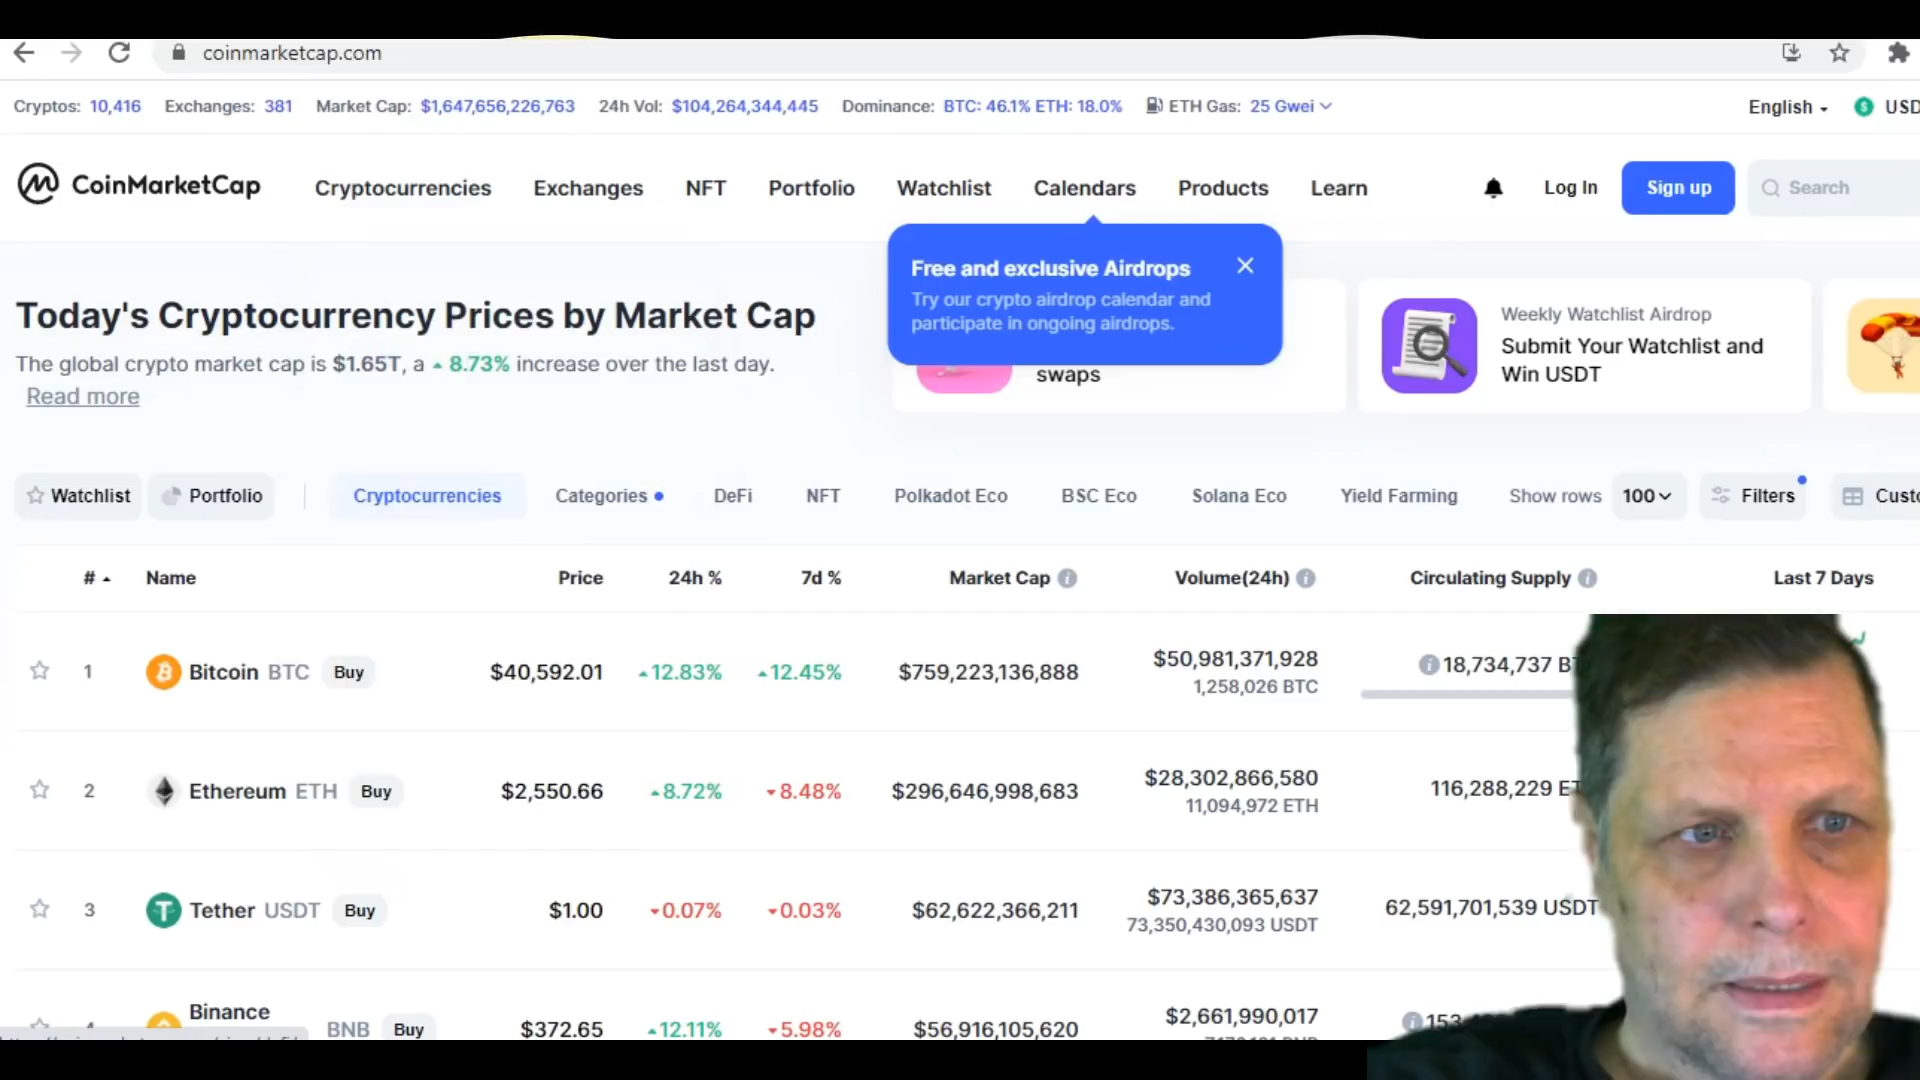 coinmarketcap.com
Cryptos: 10,416 Exchanges: 381 Market Cap: $1,647,656,226,763 24h Vol: $104,264,344,445 Dominance: BTC: 46.1% ETH: 18.0% ETH Gas: 25 Gwei English USD
CoinMarketCap Cryptocurrencies Exchanges NFT Portfolio Watchlist Calendars Products Learn Log In Sign up Search
Free and exclusive Airdrops
Try our crypto airdrop calendar and
participate in ongoing airdrops.
swaps
Weekly Watchlist Airdrop
Submit Your Watchlist and
Win USDT
Today's Cryptocurrency Prices by Market Cap
The global crypto market cap is $1.65T, a 8.73% increase over the last day.
Read more
Watchlist Portfolio Cryptocurrencies Categories DeFi NFT Polkadot Eco BSC Eco Solana Eco Yield Farming Show rows 100 Filters
# Name Price 24h % 7d % Market Cap Volume(24h) Circulating Supply Last 7 Days
1 Bitcoin BTC Buy $40,592.01 12.83% 12.45% $759,223,136,888 $50,981,371,928 18,734,737
1,258,026 BTC
2 Ethereum ETH Buy $2,550.66 8.72% 8.48% $296,646,998,683 $28,302,866,580 116,288,229
11,094,972 ETH
3 Tether USDT Buy $1.00 0.07% 0.03% $62,622,366,211 $73,386,365,637 62,591,701,539 USDT
73,350,430,093 USDT
Binance
BNB Buy $372.65 12.11% 5.98% $56,916,105,620 $2,661,990,017